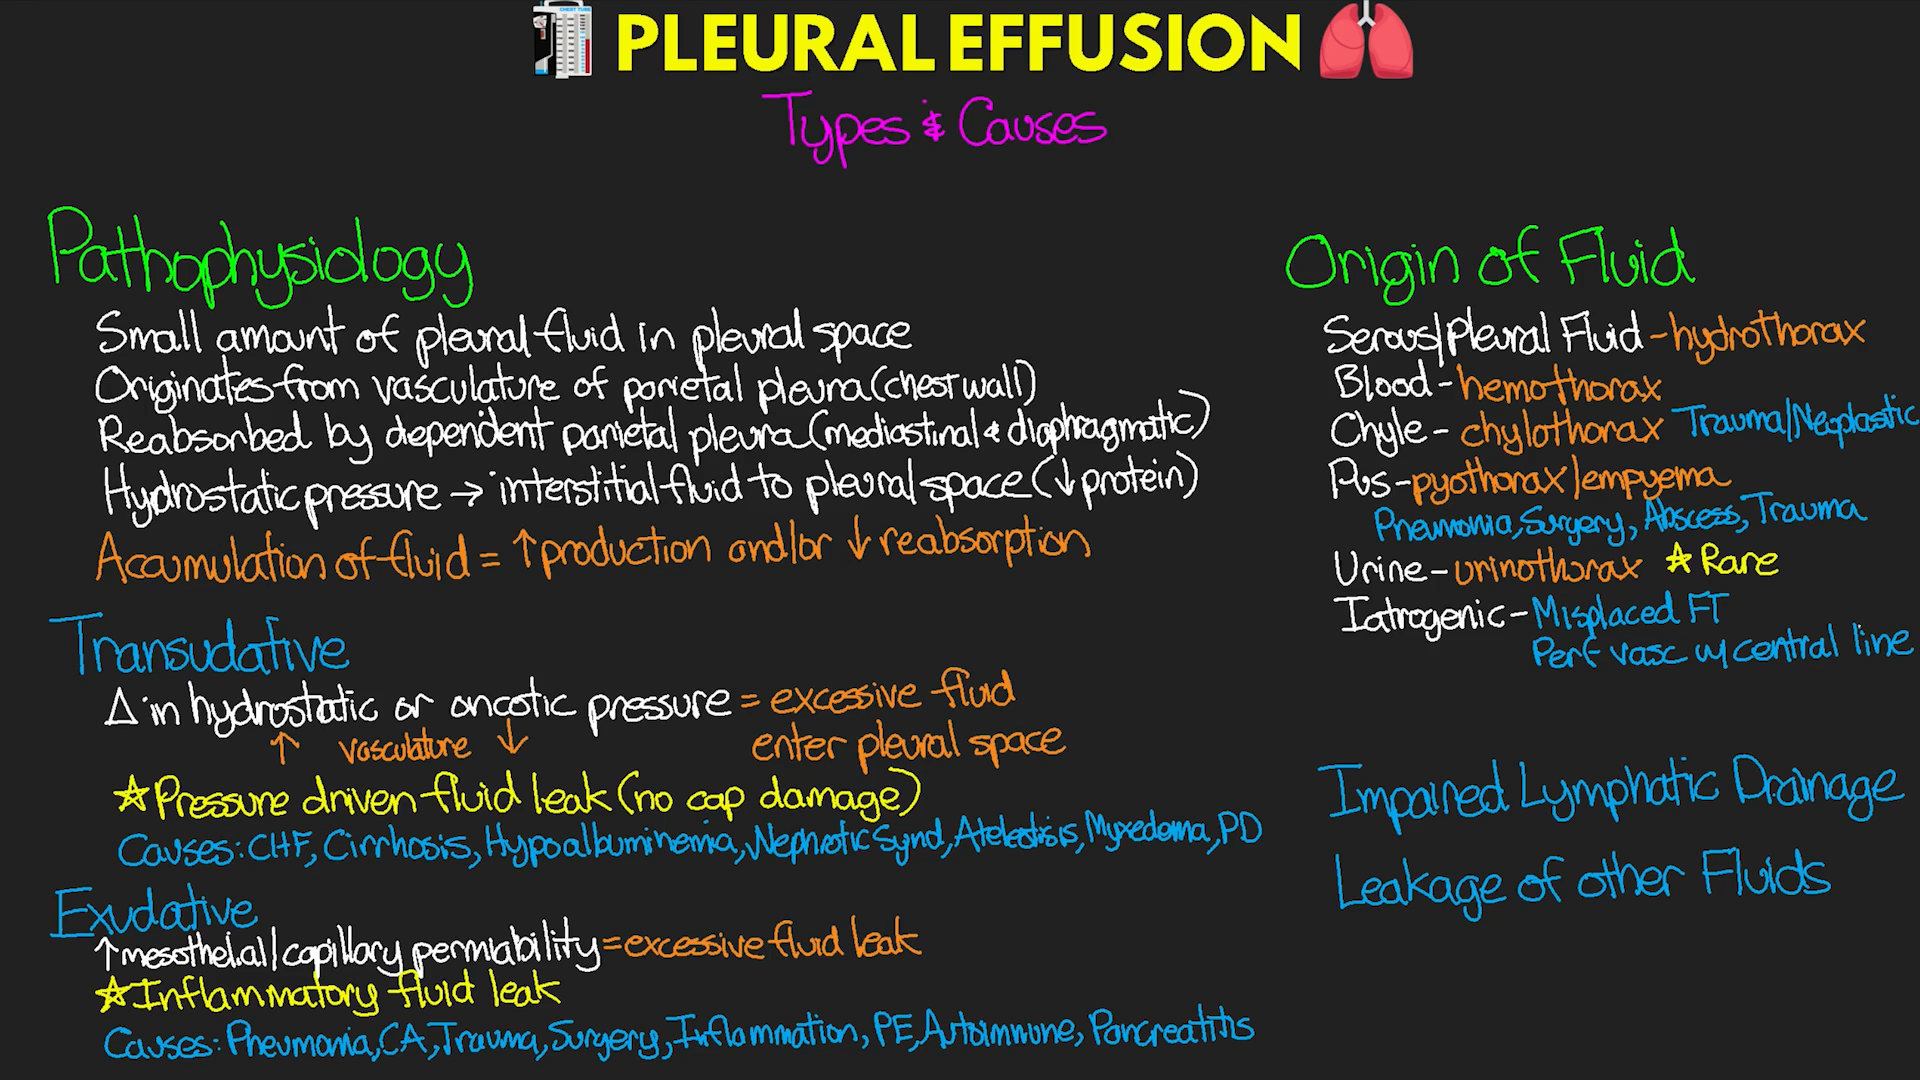 CHEST TUBE
PLEURAL EFFUSION
Types & Causes
Pathophysiology
Small amount of pleural fluid in pleural space
Originates from vasculature of parietal pleura (chest wall)
Reabsorbed by dependent parietal pleura (mediastinal & diaphragmatic)
Hydrostatic pressure → interstitial fluid to pleural space (↓ protein)
Accumulation of fluid = ↑ production and/or ↓ reabsorption
Transudative
Δ in hydrostatic or oncotic pressure = excessive fluid
↑ vasculature ↓ enter pleural space
☆ Pressure driven fluid leak (no cap damage)
Causes: CHF, Cirrhosis, Hypoalbuminemia, Nephrotic Synd, Atelectisis, Myxedema, PD
Exudative
↑ mesothelial/capillary permiability = excessive fluid leak
☆ Inflammatory fluid leak
Causes: Pneumonia, CA, Trauma, Surgery, Inflammation, PE, Autoimmune, Pancreatitis
Origin of Fluid
Serous/Pleural Fluid - hydrothorax
Blood - hemothorax
Chyle - chylothorax Trauma/Neoplastic
Pus - pyothorax/empyema
Pneumonia, Surgery, Abscess, Trauma
Urine - urinothorax ☆ Rare
Iatrogenic - Misplaced FT
Perf vasc w/ central line
Impaired Lymphatic Drainage
Leakage of other Fluids